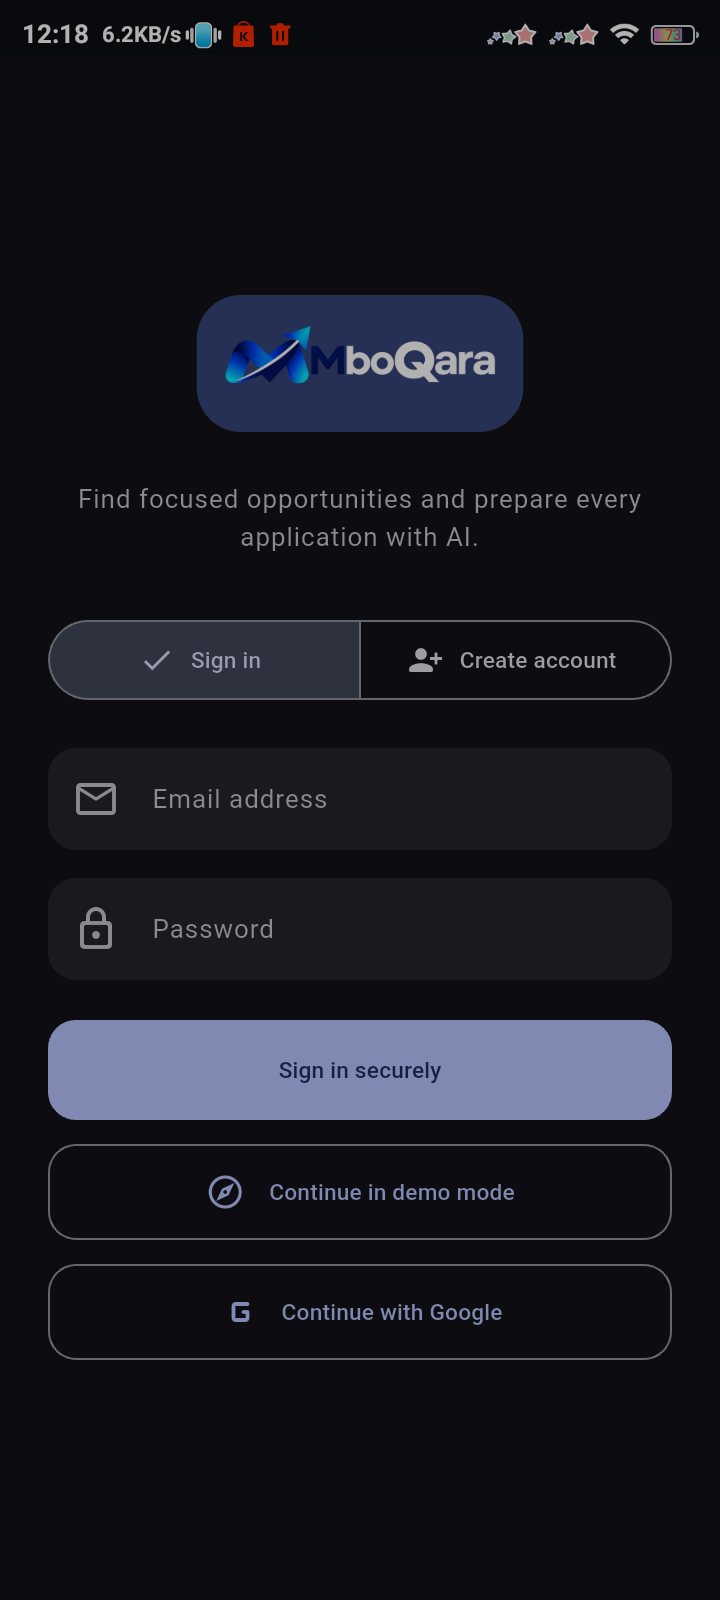 12:18 6.2KB/s K 73
MboQara
Find focused opportunities and prepare every
application with AI.
Sign in
Create account
Email address
Password
Sign in securely
Continue in demo mode
G Continue with Google